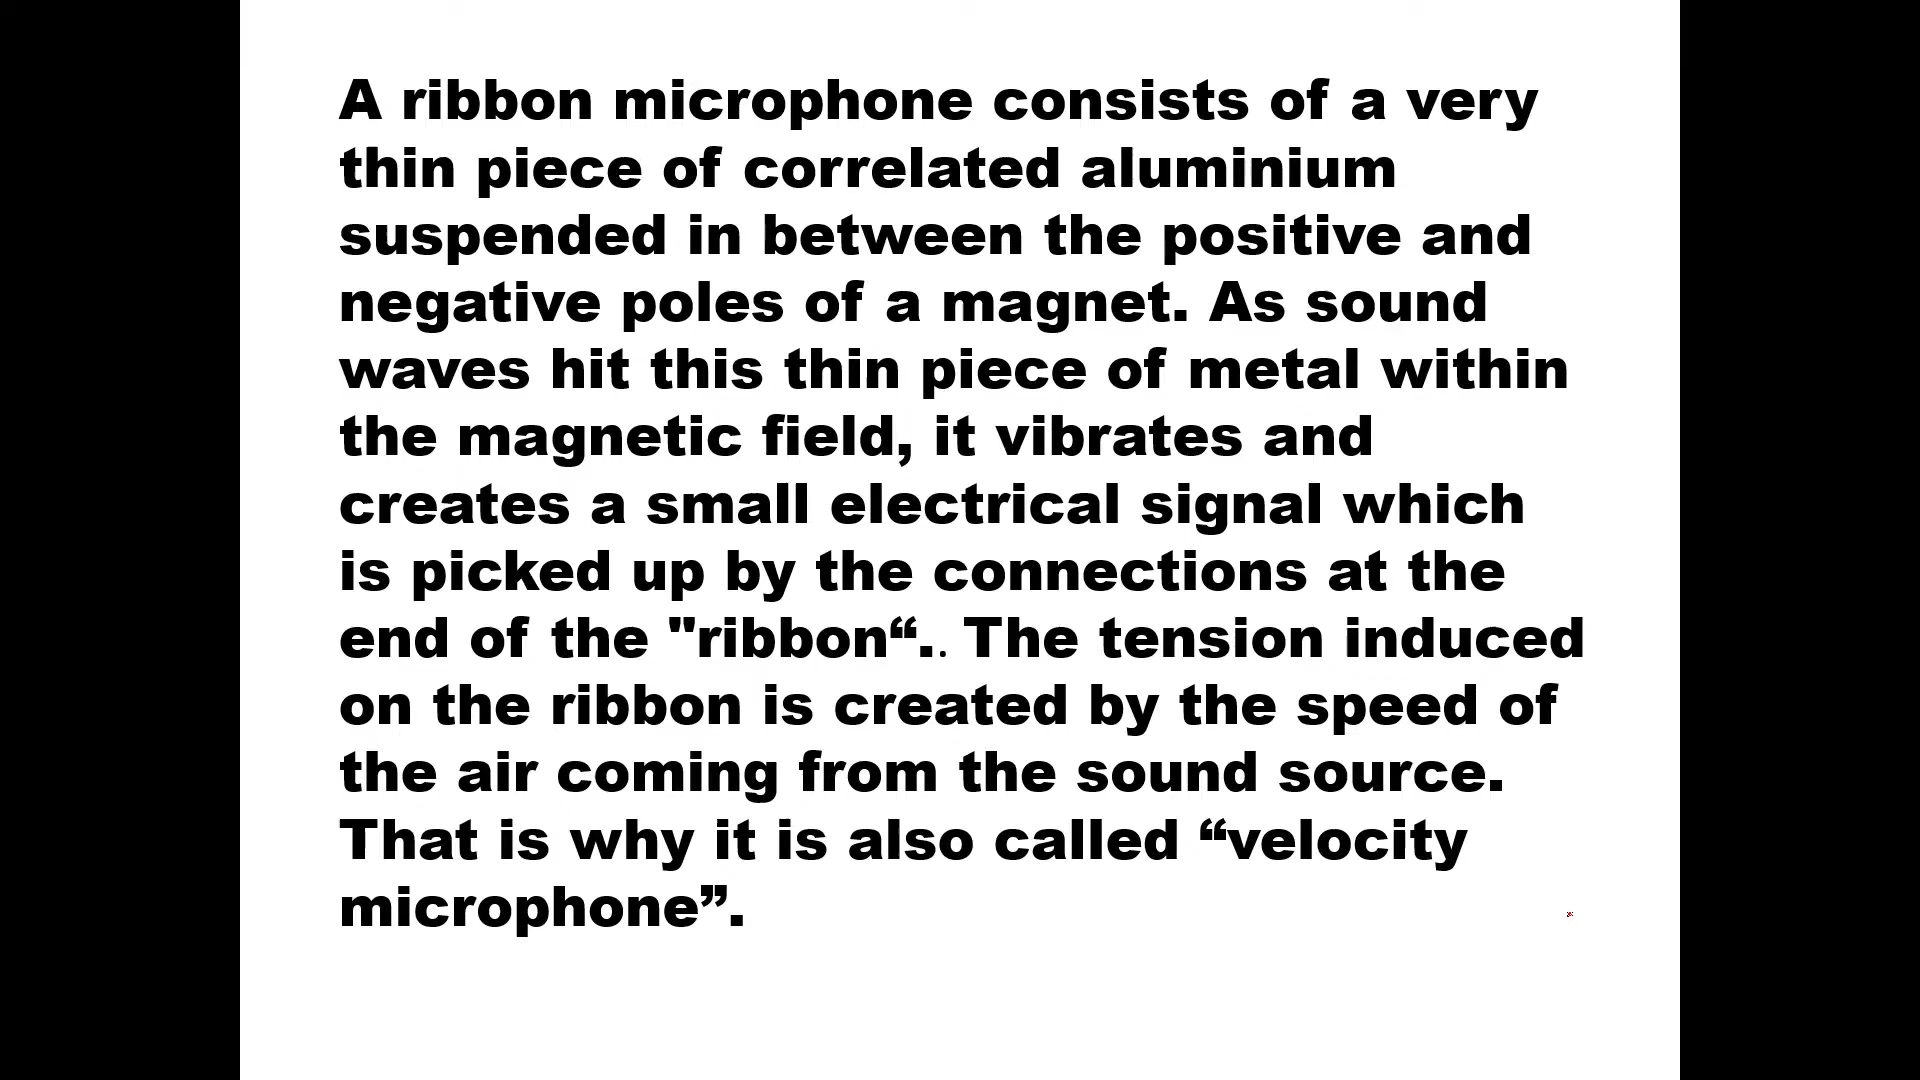 A ribbon microphone consists of a very
thin piece of correlated aluminium
suspended in between the positive and
negative poles of a magnet. As sound
waves hit this thin piece of metal within
the magnetic field, it vibrates and
creates a small electrical signal which
is picked up by the connections at the
end of the "ribbon“.. The tension induced
on the ribbon is created by the speed of
the air coming from the sound source.
That is why it is also called “velocity
microphone”.